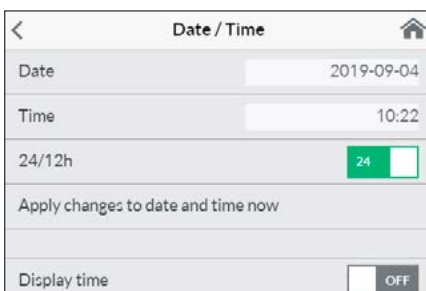 Date / Time
Date 2019-09-04
Time 10:22
24/12h 24
Apply changes to date and time now
Display time OFF